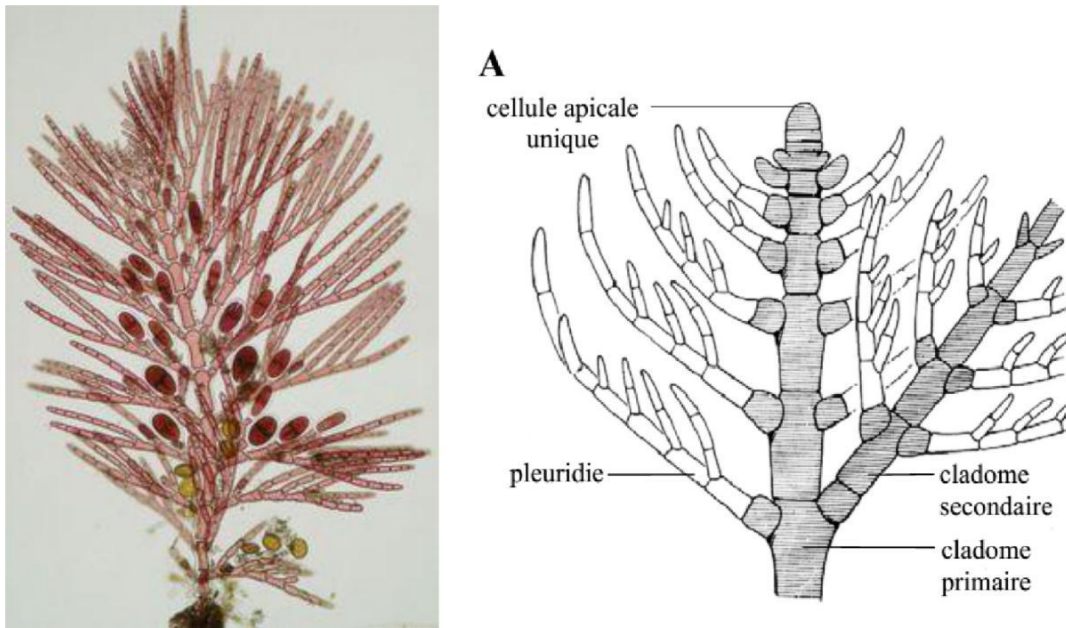 A
cellule apicale
unique
pleuridie
cladome
secondaire
cladome
primaire